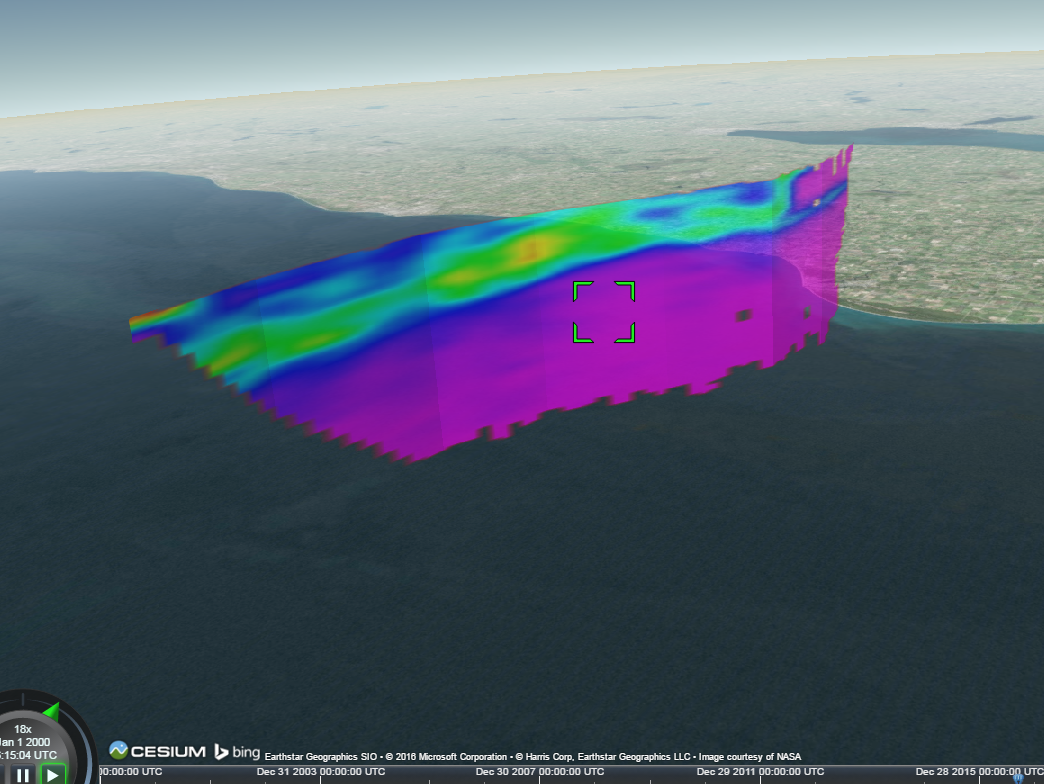 18x
Jan 1 2000
:15:04 UTC
CESIUM bing Earthstar Geographics SIO • © 2016 Microsoft Corporation • © Harris Corp, Earthstar Geographics LLC • Image courtesy of NASA
00:00:00 UTC Dec 31 2003 00:00:00 UTC Dec 30 2007 00:00:00 UTC Dec 29 2011 00:00:00 UTC Dec 28 2015 00:00:00 UTC